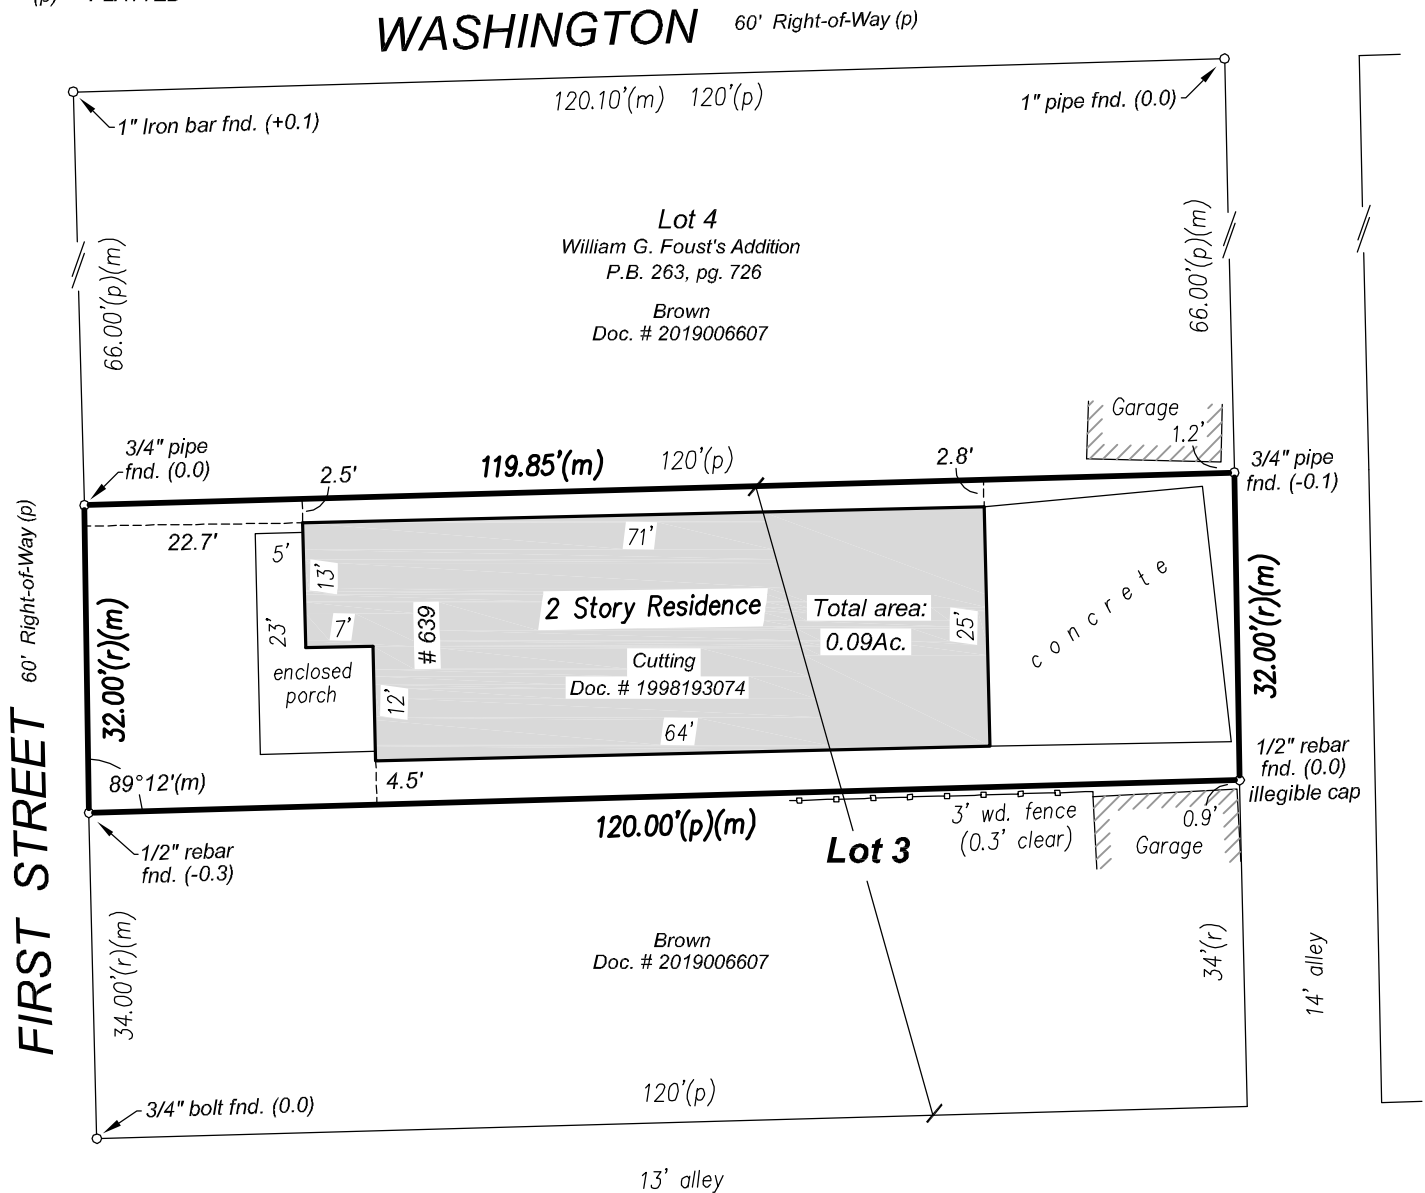 WASHINGTON 60' Right-of-Way (p)
120.10'(m) 120'(p)
1" Iron bar fnd. (+0.1)
1" pipe fnd. (0.0)
66.00'(p)(m)
66.00'(p)(m)
Lot 4
William G. Foust's Addition
P.B. 263, pg. 726
Brown
Doc. # 2019006607
Garage
1.2'
3/4" pipe
fnd. (0.0)
2.5'
119.85'(m) 120'(p)
2.8'
3/4" pipe
fnd. (-0.1)
22.7'
5'
13'
71'
23'
7'
# 639
2 Story Residence
Total area:
0.09Ac.
25'
concrete
enclosed
porch
Cutting
Doc. # 1998193074
12'
64'
32.00'(r)(m)
32.00'(r)(m)
FIRST STREET 60' Right-of-Way (p)
89°12'(m)
4.5'
120.00'(p)(m)
1/2" rebar
fnd. (0.0)
illegible cap
3' wd. fence
(0.3' clear)
0.9'
Garage
Lot 3
1/2" rebar
fnd. (-0.3)
34.00'(r)(m)
Brown
Doc. # 2019006607
34'(r)
14' alley
3/4" bolt fnd. (0.0)
120'(p)
13' alley